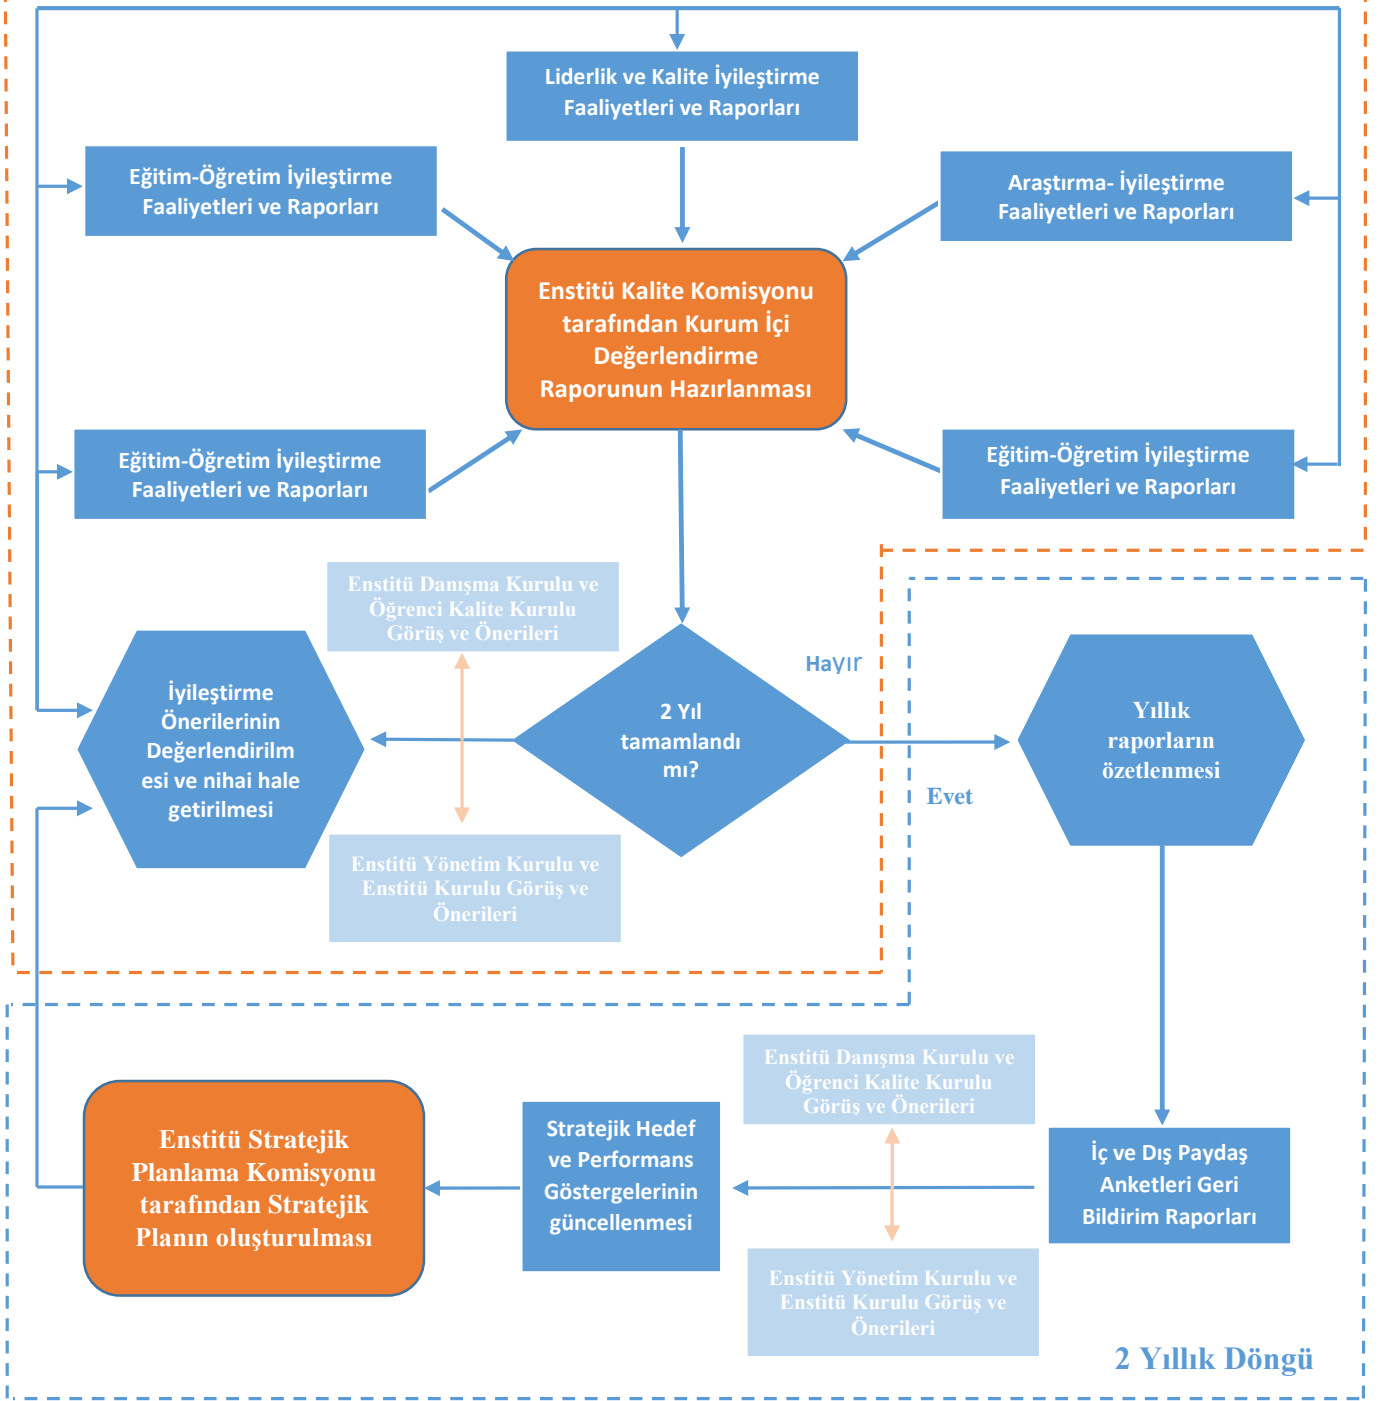 Liderlik ve Kalite İyileştirme
Faaliyetleri ve Raporları
Eğitim-Öğretim İyileştirme
Faaliyetleri ve Raporları
Araştırma- İyileştirme
Faaliyetleri ve Raporları
Enstitü Kalite Komisyonu
tarafından Kurum İçi
Değerlendirme
Raporunun Hazırlanması
Eğitim-Öğretim İyileştirme
Faaliyetleri ve Raporları
Eğitim-Öğretim İyileştirme
Faaliyetleri ve Raporları
Enstitü Danışma Kurulu ve
Öğrenci Kalite Kurulu
Görüş ve Önerileri
Hayır
İyileştirme
Önerilerinin
Değerlendirilm
esi ve nihai hale
getirilmesi
2 Yıl
tamamlandı
mı?
Yıllık
raporların
özetlenmesi
Evet
Enstitü Yönetim Kurulu ve
Enstitü Kurulu Görüş ve
Önerileri
Enstitü Danışma Kurulu ve
Öğrenci Kalite Kurulu
Görüş ve Önerileri
Enstitü Stratejik
Planlama Komisyonu
tarafından Stratejik
Planın oluşturulması
Stratejik Hedef
ve Performans
Göstergelerinin
güncellenmesi
İç ve Dış Paydaş
Anketleri Geri
Bildirim Raporları
Enstitü Yönetim Kurulu ve
Enstitü Kurulu Görüş ve
Önerileri
2 Yıllık Döngü